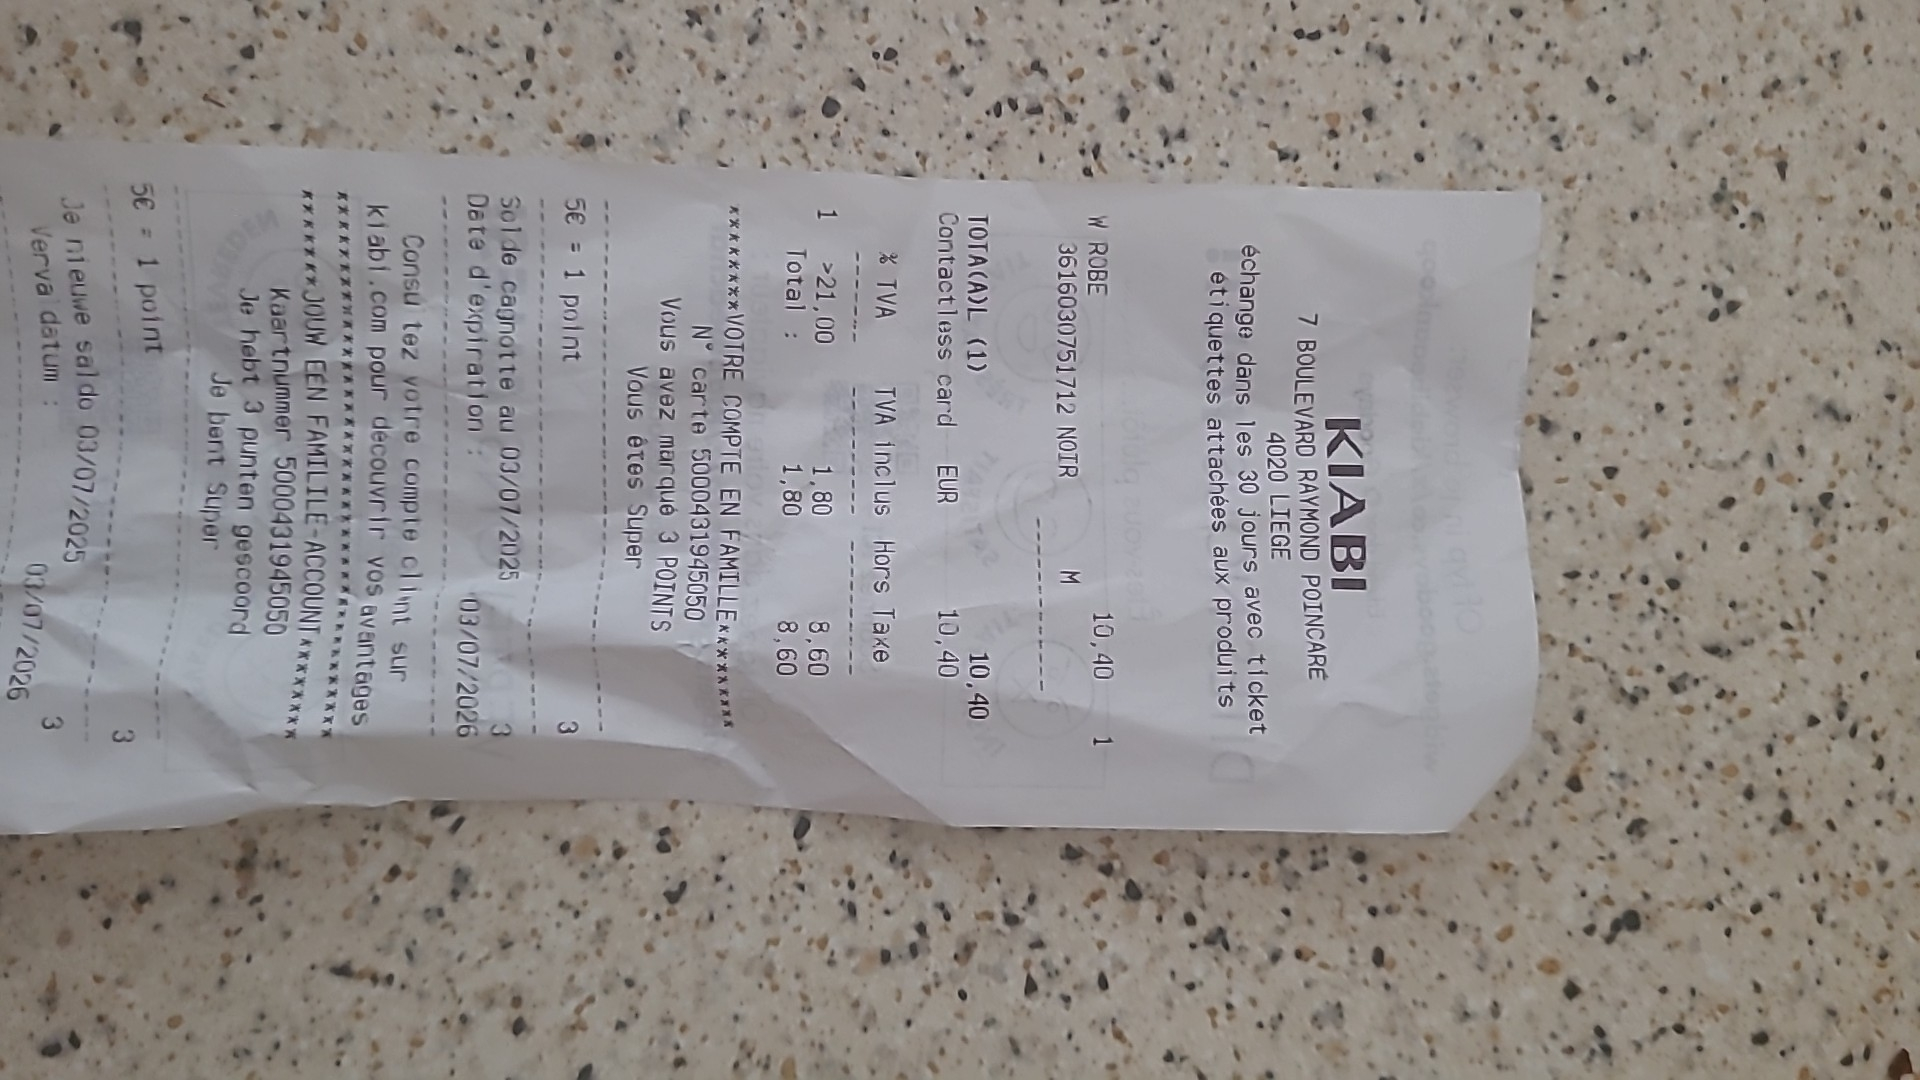 KIABI
7 BOULEVARD RAYMOND POINCARÉ
4020 LIEGE
échange dans les 30 jours avec ticket
étiquettes attachées aux produits
W ROBE 10,40 1
3616030751712 NOIR M
TOTA(A)L (1) 10,40
Contactless card EUR 10,40
% TVA TVA inclus Hors Taxe
1 >21,00 1,80 8,60
Total : 1,80 8,60
********VOTRE COMPTE EN FAMILLE*********
N° carte 5000431945050
Vous avez marqué 3 POINTS
Vous êtes Super
5€ = 1 point 3
Solde cagnotte au 03/07/2025 3
Date d'expiration : 03/07/2026
Consultez votre compte client sur
kiabi.com pour découvrir vos avantages
****************************************
*******JOUW EEN FAMILILE-ACCOUNT********
Kaartnummer 5000431945050
Je hebt 3 punten gescoord
Je bent Super
5€ = 1 point 3
Je nieuwe saldo 03/07/2025 3
Vervaldatum : 03/07/2026